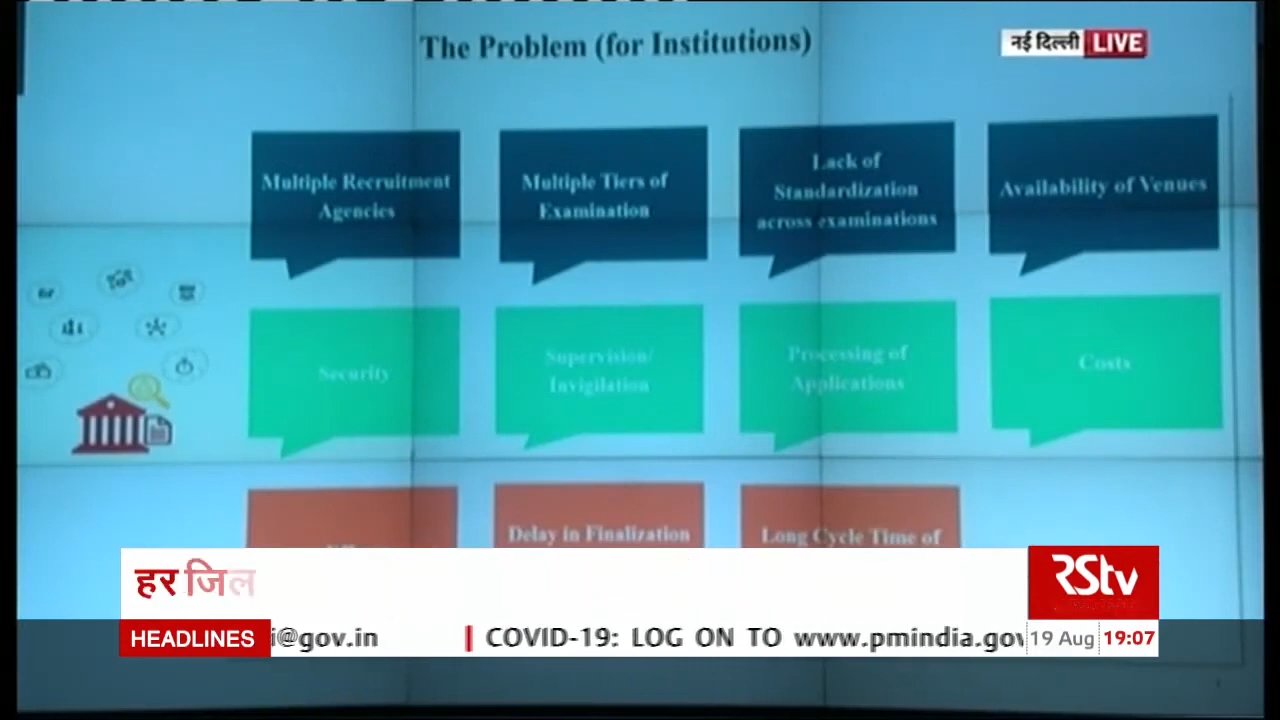 The Problem (for Institutions)
नई दिल्ली LIVE
Multiple Recruitment
Agencies
Multiple Tiers of
Examination
Lack of
Standardization
across examinations
Availability of Venues
Security
Supervision/
Invigilation
Processing of
Applications
Costs
Delay in Finalization
Long Cycle Time of
हर जिल
RStv
HEADLINES
i@gov.in
COVID-19: LOG ON TO www.pmindia.gov
19 Aug 19:07